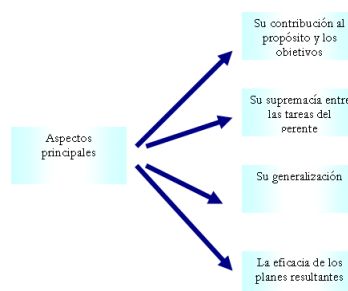 Su contribución al
propósito y los
objetivos
Su supremacía entre
las tareas del
gerente
Aspectos
principales
Su generalización
La eficacia de los
planes resultantes